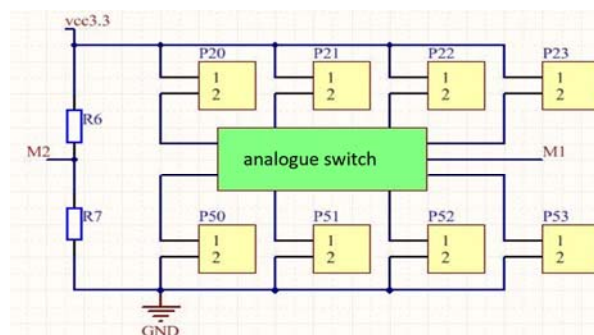 vcc3.3
P20 P21 P22 P23
1 1 1 1
2 2 2 2
R6
M2 analogue switch M1
R7
P50 P51 P52 P53
1 1 1 1
2 2 2 2
GND